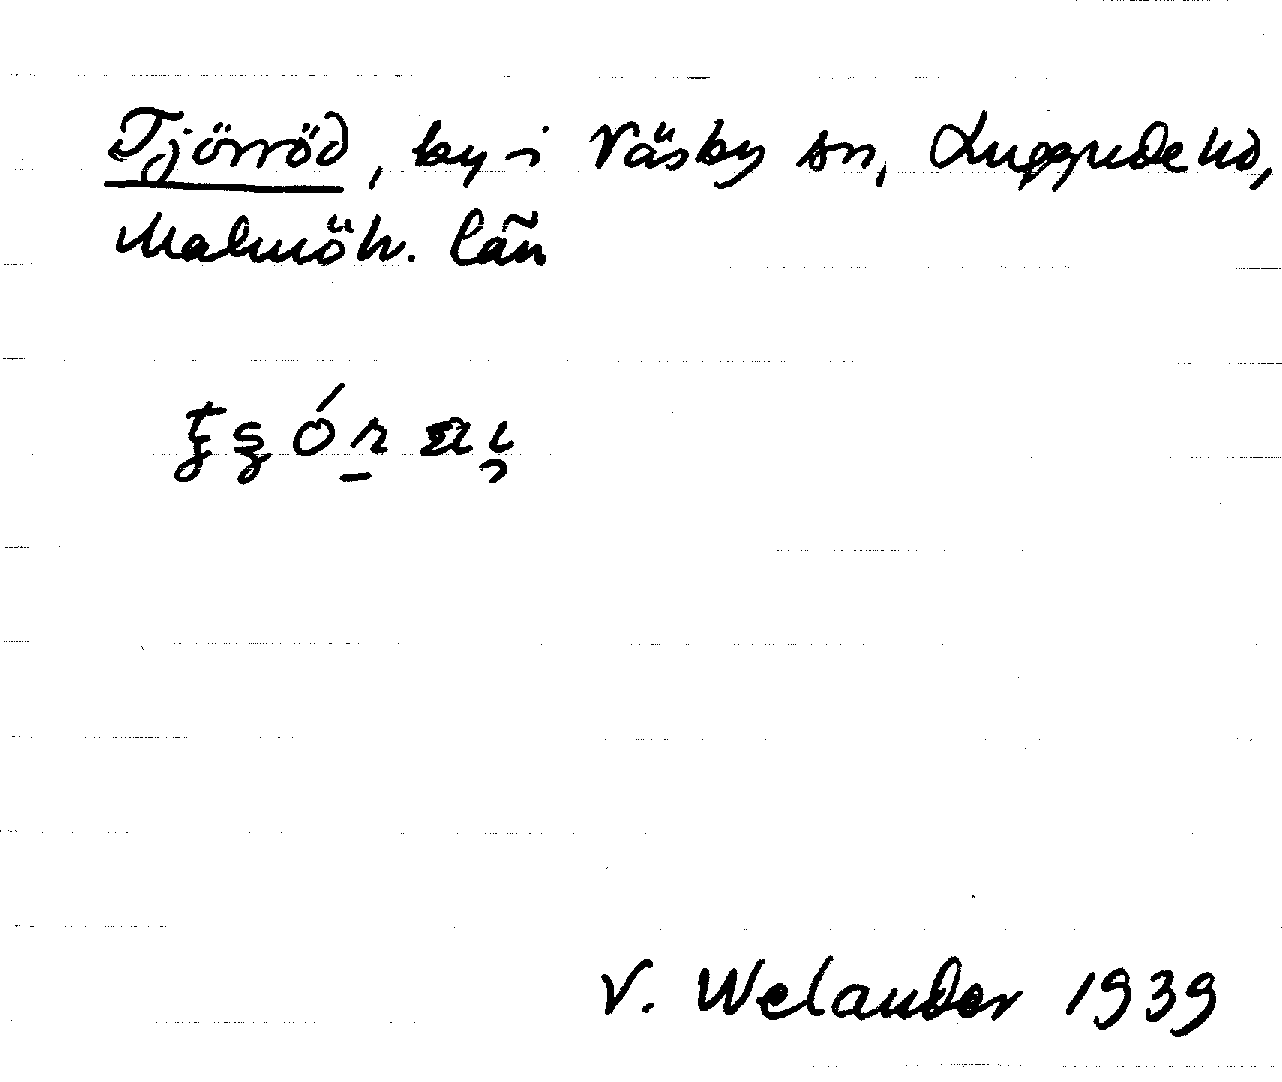 Tjörröd, by i Väsby sn, Luggude hd,
Malmöh. län
V. Welander 1939